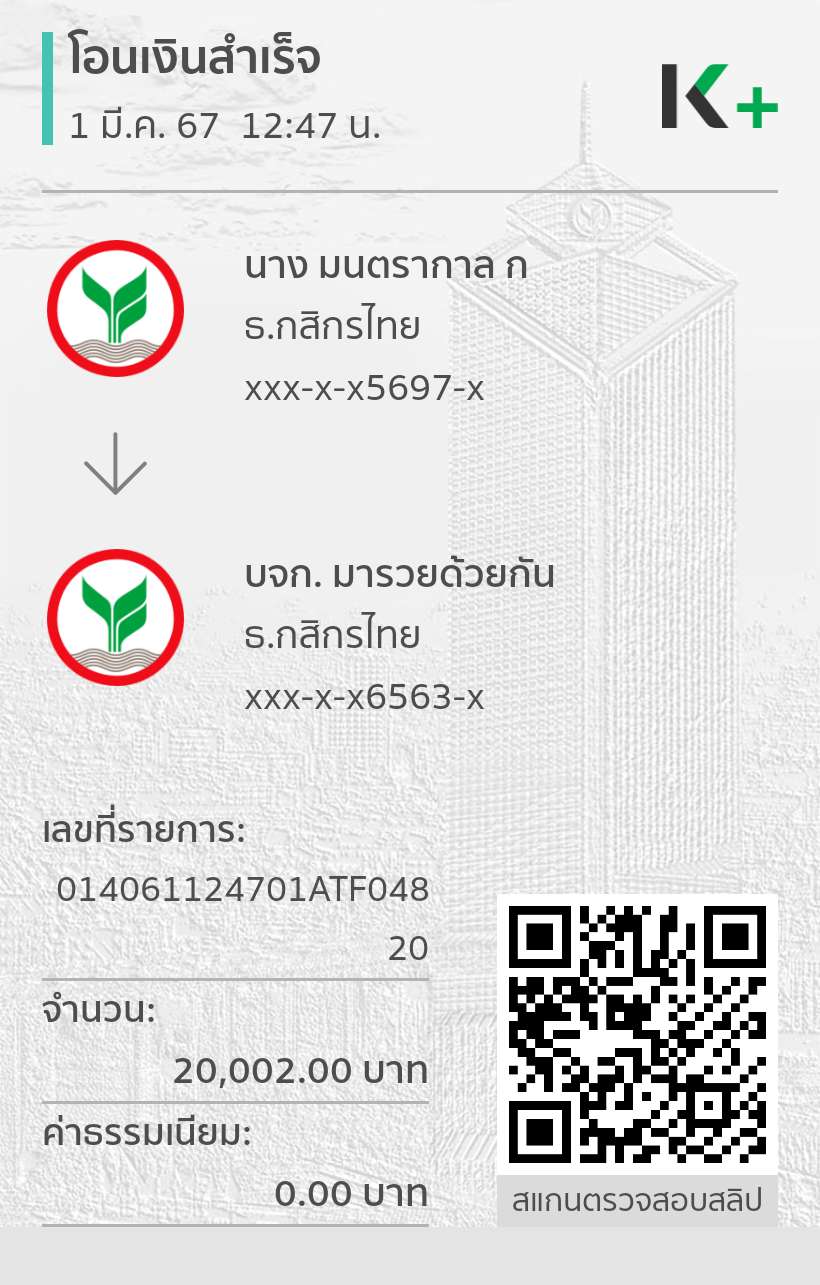 โอนเงินสำเร็จ
1 มี.ค. 67 12:47 น.
K+
นาง มนตรากาล ก
ธ.กสิกรไทย
xxx-x-x5697-x
บจก. มารวยด้วยกัน
ธ.กสิกรไทย
xxx-x-x6563-x
เลขที่รายการ:
014061124701ATF048
20
จำนวน:
20,002.00 บาท
ค่าธรรมเนียม:
0.00 บาท
สแกนตรวจสอบสลิป